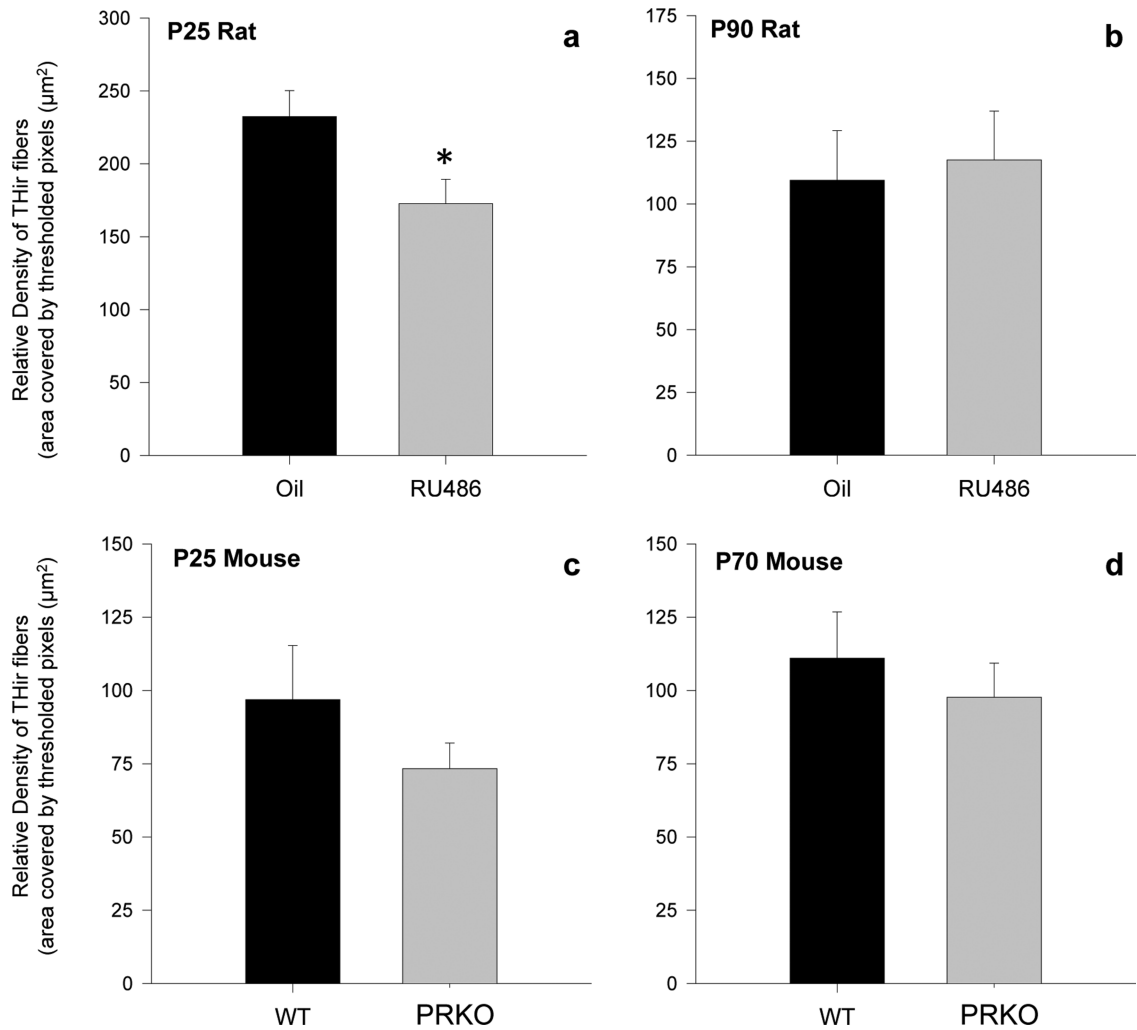 P25 Rat
a
300
250
200
150
100
50
0
*
Oil
RU486
Relative Density of THir fibers
(area covered by thresholded pixels (µm²)
P90 Rat
b
175
150
125
100
75
50
25
0
Oil
RU486
P25 Mouse
c
150
125
100
75
50
25
0
WT
PRKO
Relative Density of THir fibers
(area covered by thresholded pixels (µm²)
P70 Mouse
d
150
125
100
75
50
25
0
WT
PRKO